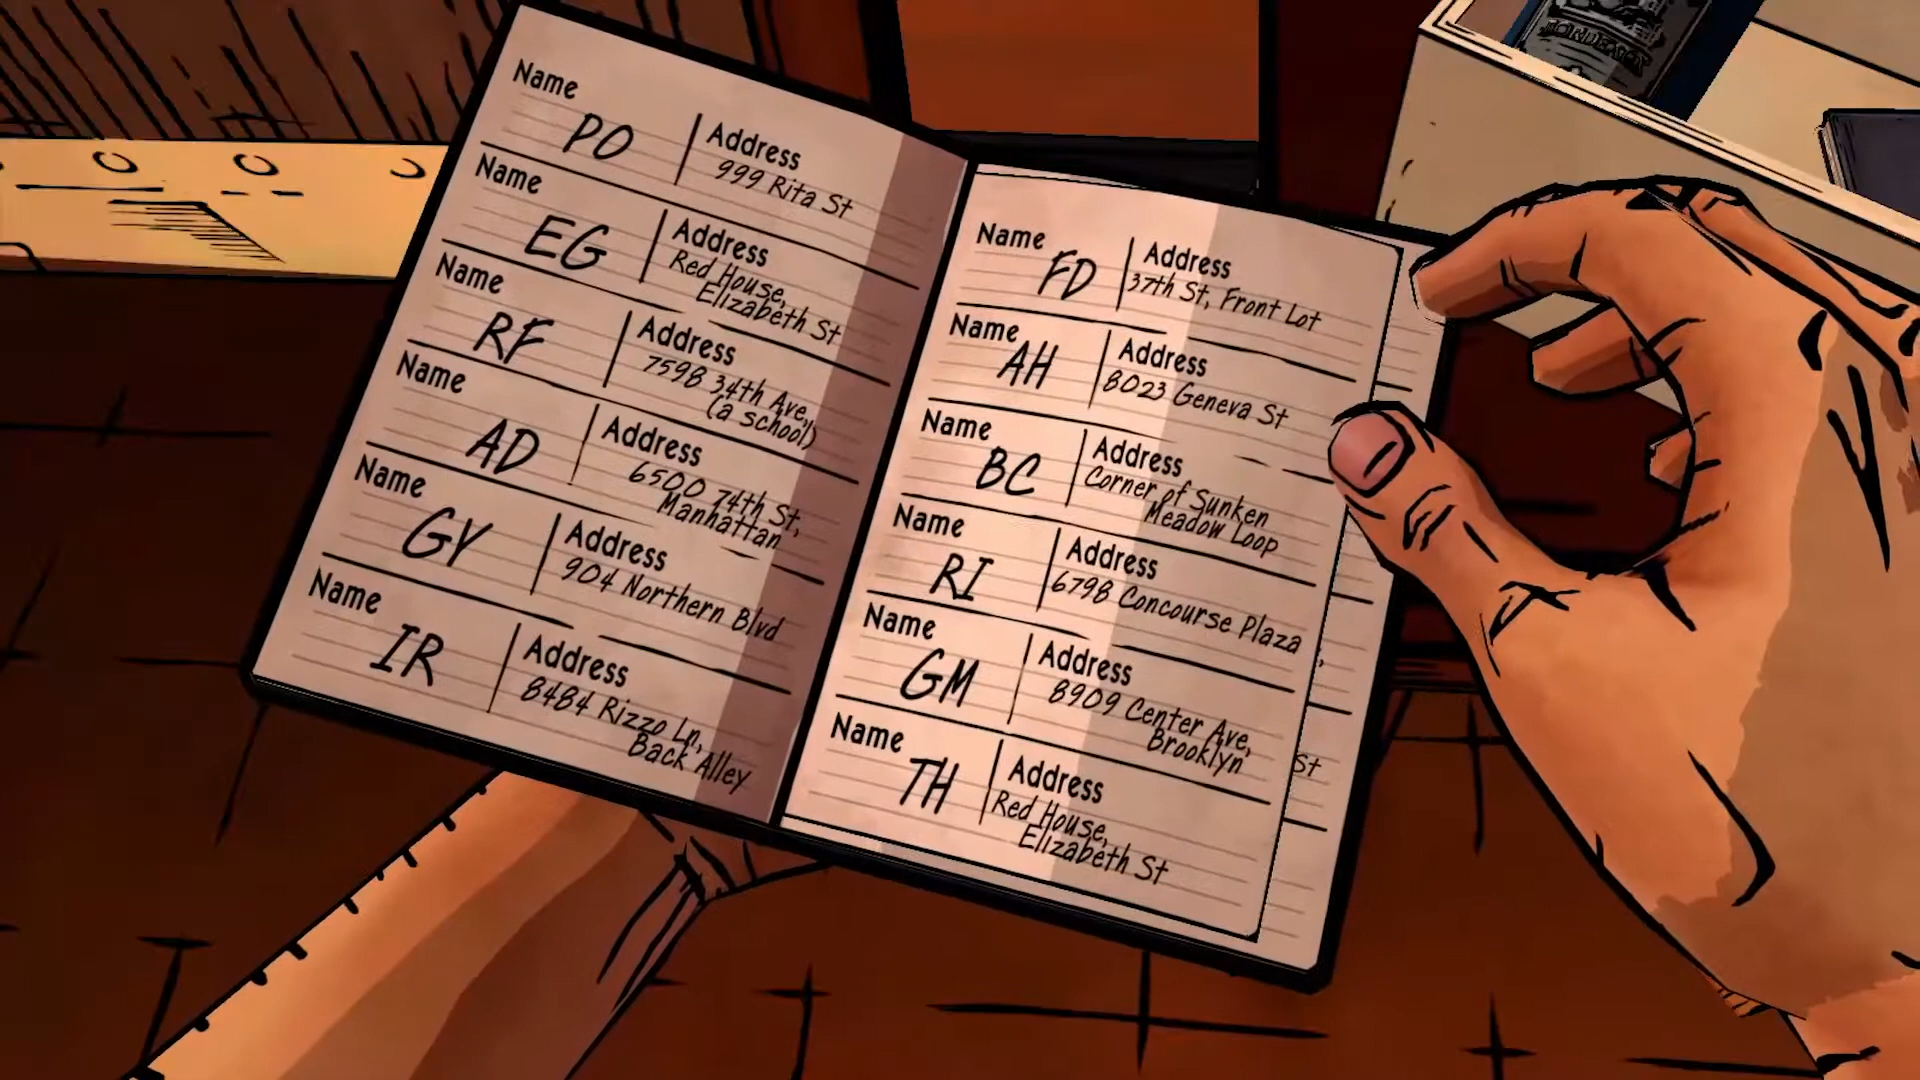 Name
PO
Address
999 Rita St
Name
EG
Address
Red House,
Elizabeth St
Name
RF
Address
7598 34th Ave,
(a school)
Name
AD
Address
6500 74th St,
Manhattan
Name
GY
Address
904 Northern Blvd
Name
IR
Address
8484 Rizzo Ln,
Back Alley
Name
FD
Address
37th St, Front Lot
Name
AH
Address
8023 Geneva St
Name
BC
Address
Corner of Sunken
Meadow Loop
Name
RI
Address
6798 Concourse Plaza
Name
GM
Address
8909 Center Ave,
Brooklyn
Name
TH
Address
Red House,
Elizabeth St
St